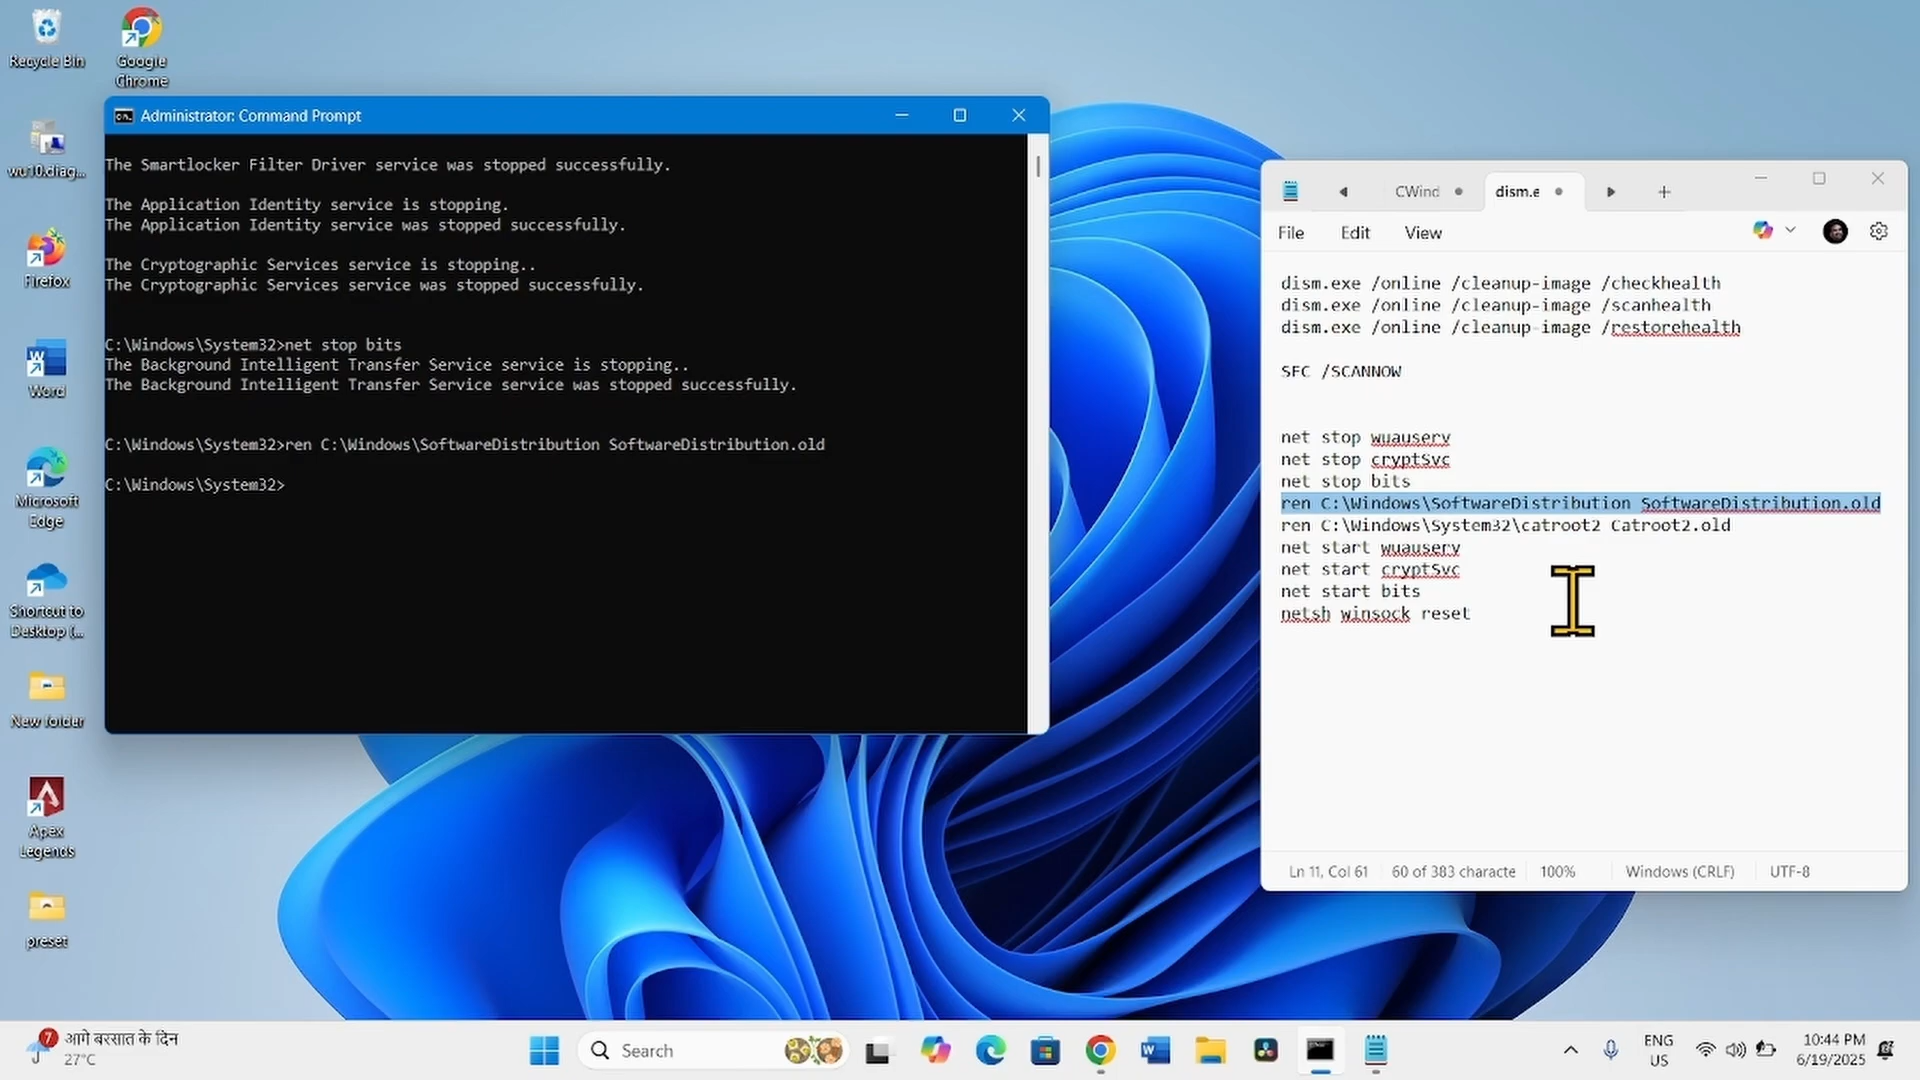 Recycle Bin
Google
Chrome
wu10.diag...
Firefox
Word
Microsoft
Edge
Shortcut to
Desktop (...
New folder
Apex
Legends
preset
Administrator: Command Prompt
The Smartlocker Filter Driver service was stopped successfully.
The Application Identity service is stopping.
The Application Identity service was stopped successfully.
The Cryptographic Services service is stopping..
The Cryptographic Services service was stopped successfully.
C:\Windows\System32>net stop bits
The Background Intelligent Transfer Service service is stopping..
The Background Intelligent Transfer Service service was stopped successfully.
C:\Windows\System32>ren C:\Windows\SoftwareDistribution SoftwareDistribution.old
C:\Windows\System32>
CWind
dism.e
File Edit View
dism.exe /online /cleanup-image /checkhealth
dism.exe /online /cleanup-image /scanhealth
dism.exe /online /cleanup-image /restorehealth
SFC /SCANNOW
net stop wuauserv
net stop cryptSvc
net stop bits
ren C:\Windows\SoftwareDistribution SoftwareDistribution.old
ren C:\Windows\System32\catroot2 Catroot2.old
net start wuauserv
net start cryptSvc
net start bits
netsh winsock reset
Ln 11, Col 61 60 of 383 characte 100% Windows (CRLF) UTF-8
7
आगे बरसात के दिन
27°C
Search
ENG
US
10:44 PM
6/19/2025